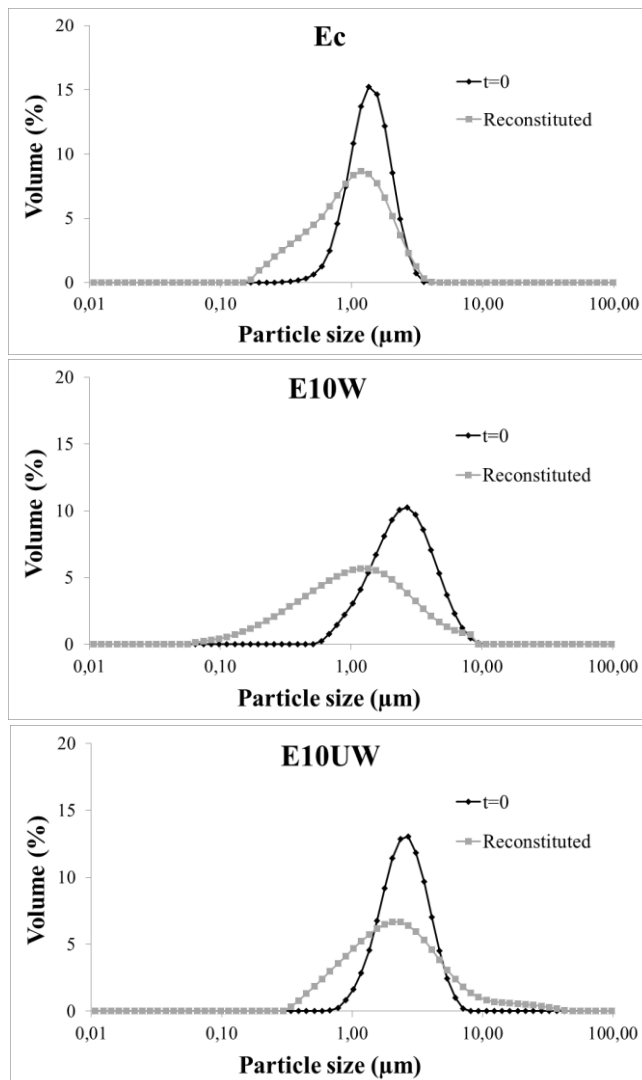 Ec
20
15
10
5
0
Volume (%)
t=0
Reconstituted
0,01 0,10 1,00 10,00 100,00
Particle size (µm)
E10W
20
15
10
5
0
Volume (%)
t=0
Reconstituted
0,01 0,10 1,00 10,00 100,00
Particle size (µm)
E10UW
20
15
10
5
0
Volume (%)
t=0
Reconstituted
0,01 0,10 1,00 10,00 100,00
Particle size (µm)